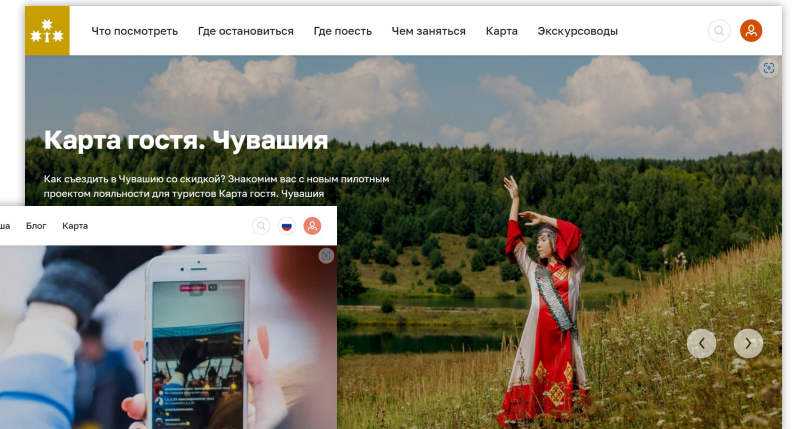 Что посмотреть Где остановиться Где поесть Чем заняться Карта Экскурсоводы
Карта гостя. Чувашия
Как съездить в Чувашию со скидкой? Знакомим вас с новым пилотным
проектом лояльности для туристов Карта гостя. Чувашия
ша Блог Карта